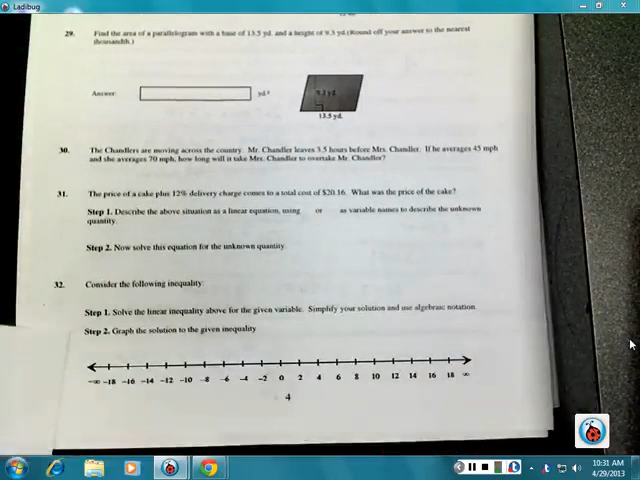 Ladibug
29. Find the area of a parallelogram with a base of 13.5 yd. and a height of 9.3 yd.(Round off your answer to the nearest
thousandth.)
Answer: yd.²
9.3 yd.
13.5 yd.
30. The Chandlers are moving across the country. Mr. Chandler leaves 3.5 hours before Mrs. Chandler. If he averages 45 mph
and she averages 70 mph, how long will it take Mrs. Chandler to overtake Mr. Chandler?
31. The price of a cake plus 12% delivery charge comes to a total cost of $20.16. What was the price of the cake?
Step 1. Describe the above situation as a linear equation, using or as variable names to describe the unknown
quantity.
Step 2. Now solve this equation for the unknown quantity.
32. Consider the following inequality:
Step 1. Solve the linear inequality above for the given variable. Simplify your solution and use algebraic notation.
Step 2. Graph the solution to the given inequality
-∞ -18 -16 -14 -12 -10 -8 -6 -4 -2 0 2 4 6 8 10 12 14 16 18 ∞
4
10:31 AM
4/29/2013